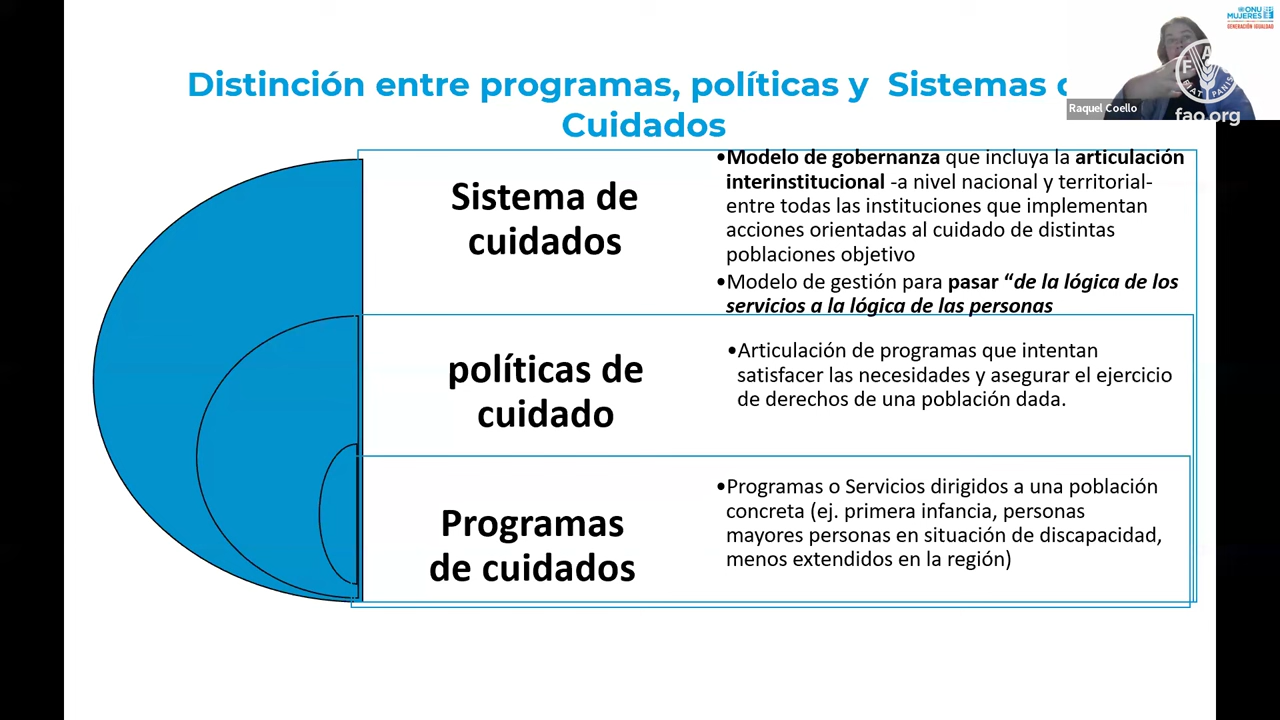 ONU
MUJERES
GENERACIÓN IGUALDAD
Distinción entre programas, políticas y Sistemas
Cuidados
Raquel Coello
FIAT PANIS
fao.org
Sistema de
cuidados
•Modelo de gobernanza que incluya la articulación
interinstitucional -a nivel nacional y territorial-
entre todas las instituciones que implementan
acciones orientadas al cuidado de distintas
poblaciones objetivo
•Modelo de gestión para pasar “de la lógica de los
servicios a la lógica de las personas
políticas de
cuidado
•Articulación de programas que intentan
satisfacer las necesidades y asegurar el ejercicio
de derechos de una población dada.
Programas
de cuidados
•Programas o Servicios dirigidos a una población
concreta (ej. primera infancia, personas
mayores personas en situación de discapacidad,
menos extendidos en la región)